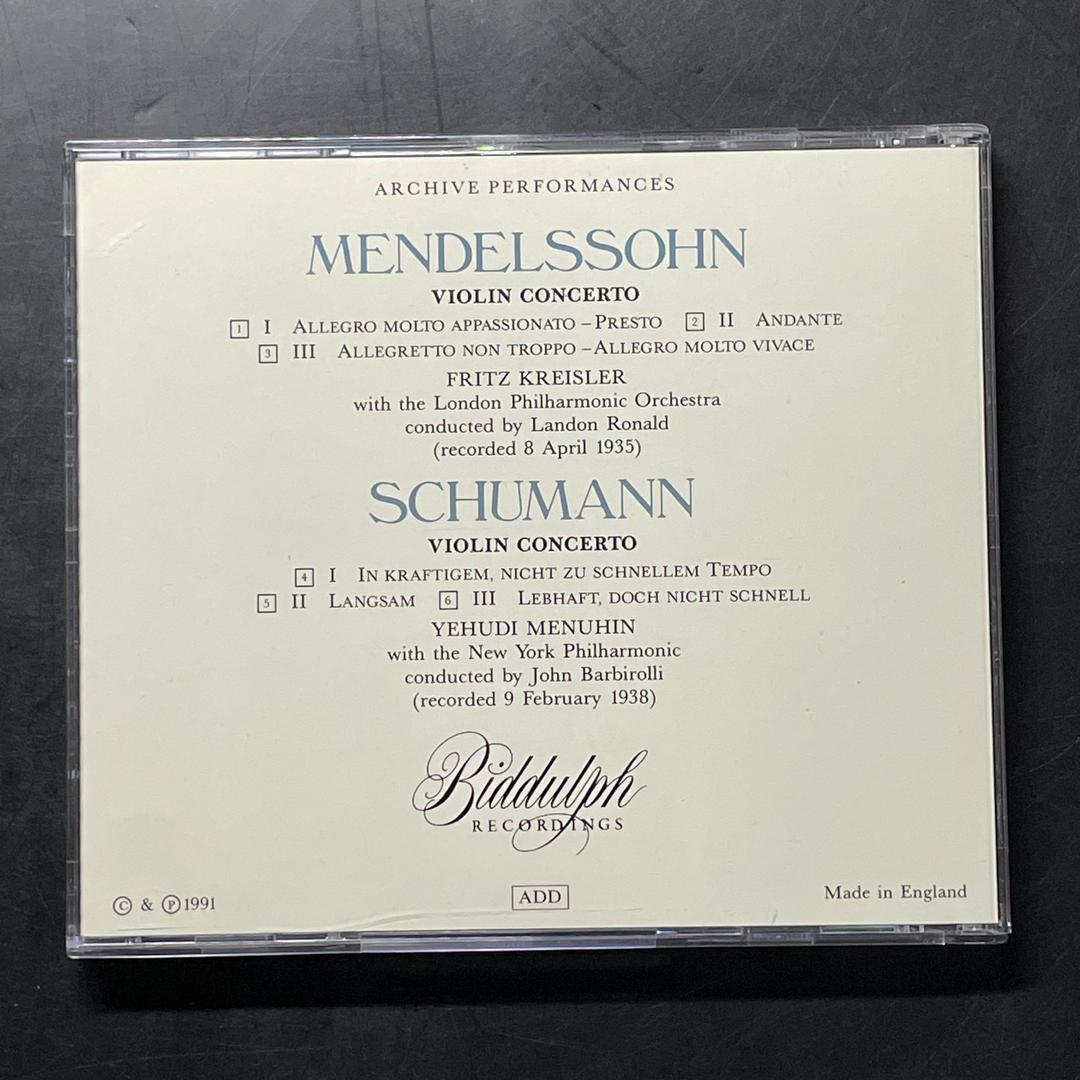 ARCHIVE PERFORMANCES
MENDELSSOHN
VIOLIN CONCERTO
1 I ALLEGRO MOLTO APPASSIONATO – PRESTO 2 II ANDANTE
3 III ALLEGRETTO NON TROPPO – ALLEGRO MOLTO VIVACE
FRITZ KREISLER
with the London Philharmonic Orchestra
conducted by Landon Ronald
(recorded 8 April 1935)
SCHUMANN
VIOLIN CONCERTO
4 I IN KRAFTIGEM, NICHT ZU SCHNELLEM TEMPO
5 II LANGSAM 6 III LEBHAFT, DOCH NICHT SCHNELL
YEHUDI MENUHIN
with the New York Philharmonic
conducted by John Barbirolli
(recorded 9 February 1938)
Biddulph
RECORDINGS
© & ℗ 1991 ADD Made in England